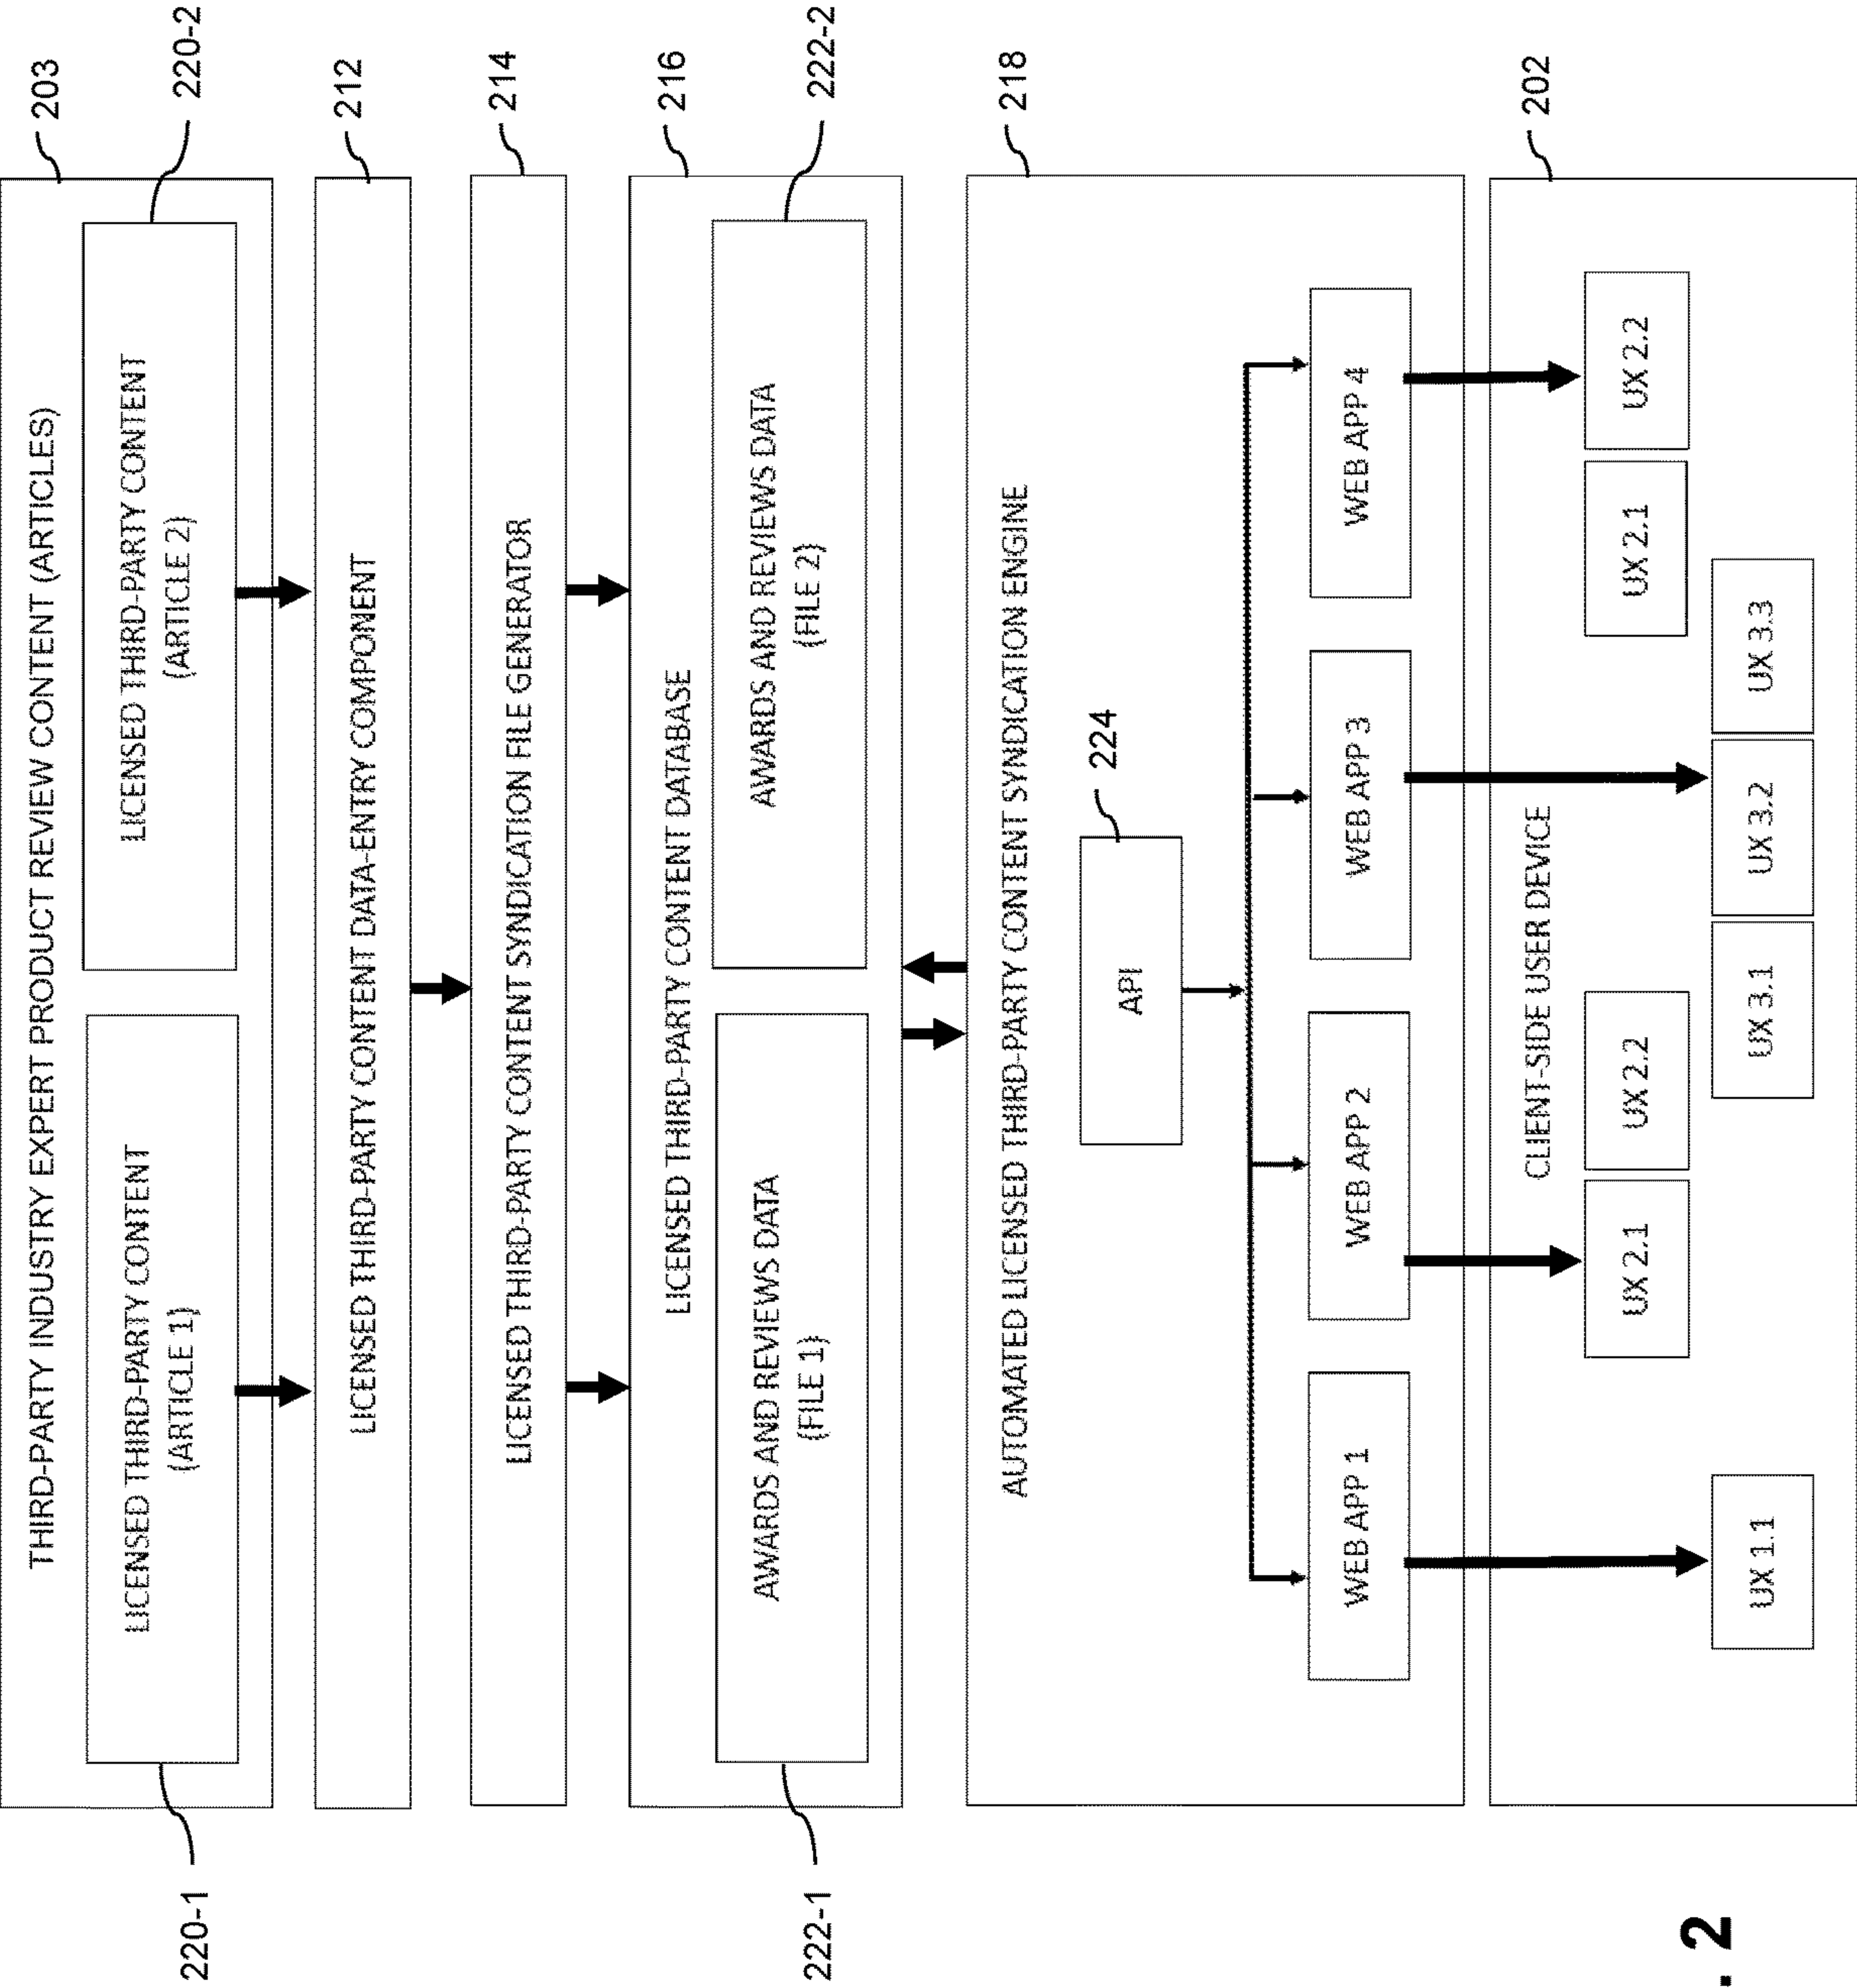 THIRD-PARTY INDUSTRY EXPERT PRODUCT REVIEW CONTENT (ARTICLES)
203
LICENSED THIRD-PARTY CONTENT
(ARTICLE 1)
220-1
LICENSED THIRD-PARTY CONTENT
(ARTICLE 2)
220-2
LICENSED THIRD-PARTY CONTENT DATA-ENTRY COMPONENT
212
LICENSED THIRD-PARTY CONTENT SYNDICATION FILE GENERATOR
214
LICENSED THIRD-PARTY CONTENT DATABASE
216
AWARDS AND REVIEWS DATA
(FILE 1)
222-1
AWARDS AND REVIEWS DATA
(FILE 2)
222-2
AUTOMATED LICENSED THIRD-PARTY CONTENT SYNDICATION ENGINE
218
API
224
WEB APP 1
WEB APP 2
WEB APP 3
WEB APP 4
CLIENT-SIDE USER DEVICE
202
UX 2.1
UX 2.2
UX 2.1
UX 2.2
UX 1.1
UX 3.1
UX 3.2
UX 3.3
. 2